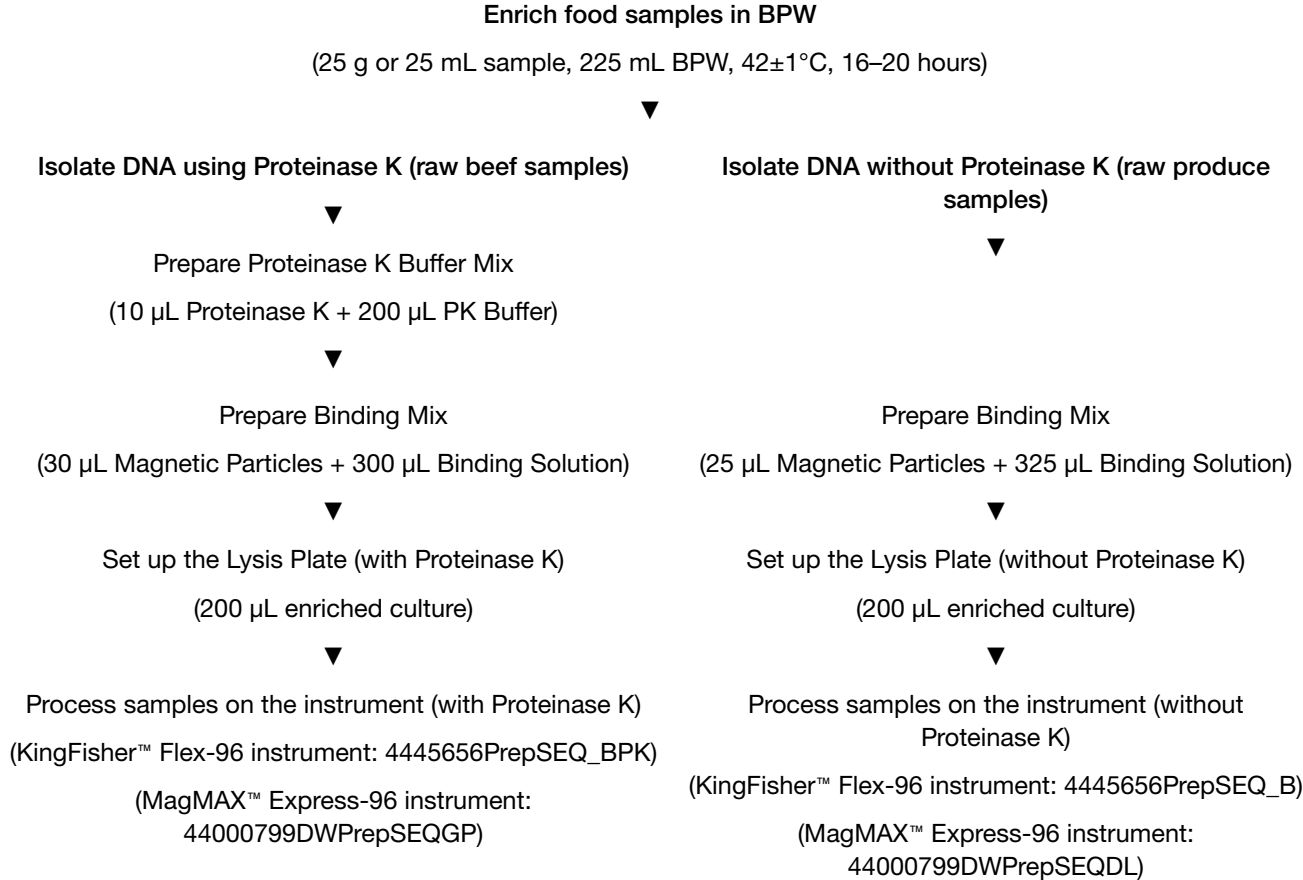 Enrich food samples in BPW
(25 g or 25 mL sample, 225 mL BPW, 42±1°C, 16–20 hours)
▼
Isolate DNA using Proteinase K (raw beef samples)
▼
Prepare Proteinase K Buffer Mix
(10 µL Proteinase K + 200 µL PK Buffer)
▼
Prepare Binding Mix
(30 µL Magnetic Particles + 300 µL Binding Solution)
▼
Set up the Lysis Plate (with Proteinase K)
(200 µL enriched culture)
▼
Process samples on the instrument (with Proteinase K)
(KingFisher™ Flex-96 instrument: 4445656PrepSEQ_BPK)
(MagMAX™ Express-96 instrument:
44000799DWPrepSEQGP)
Isolate DNA without Proteinase K (raw produce
samples)
▼
Prepare Binding Mix
(25 µL Magnetic Particles + 325 µL Binding Solution)
▼
Set up the Lysis Plate (without Proteinase K)
(200 µL enriched culture)
▼
Process samples on the instrument (without
Proteinase K)
(KingFisher™ Flex-96 instrument: 4445656PrepSEQ_B)
(MagMAX™ Express-96 instrument:
44000799DWPrepSEQDL)